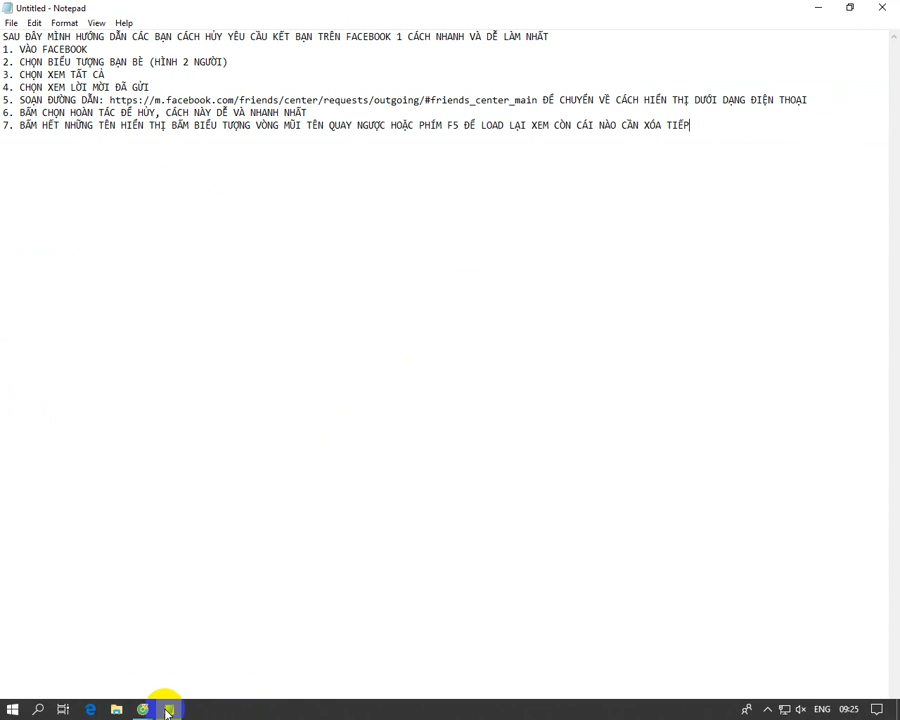 Untitled - Notepad
File Edit Format View Help
SAU ĐÂY MÌNH HƯỚNG DẪN CÁC BẠN CÁCH HỦY YÊU CẦU KẾT BẠN TRÊN FACEBOOK 1 CÁCH NHANH VÀ DỄ LÀM NHẤT
1. VÀO FACEBOOK
2. CHỌN BIỂU TƯỢNG BẠN BÈ (HÌNH 2 NGƯỜI)
3. CHỌN XEM TẤT CẢ
4. CHỌN XEM LỜI MỜI ĐÃ GỬI
5. SOẠN ĐƯỜNG DẪN: https://m.facebook.com/friends/center/requests/outgoing/#friends_center_main ĐỂ CHUYỂN VỀ CÁCH HIỂN THỊ DƯỚI DẠNG ĐIỆN THOẠI
6. BẤM CHỌN HOÀN TÁC ĐỂ HỦY, CÁCH NÀY DỄ VÀ NHANH NHẤT
7. BẤM HẾT NHỮNG TÊN HIỂN THỊ BẤM BIỂU TƯỢNG VÒNG MŨI TÊN QUAY NGƯỢC HOẶC PHÍM F5 ĐỂ LOAD LẠI XEM CÒN CÁI NÀO CẦN XÓA TIẾP
ENG 09:25